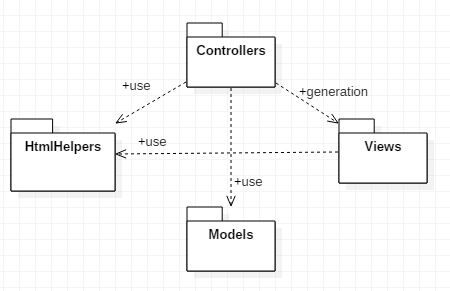 Controllers
+use
+generation
HtmlHelpers
+use
Views
+use
Models